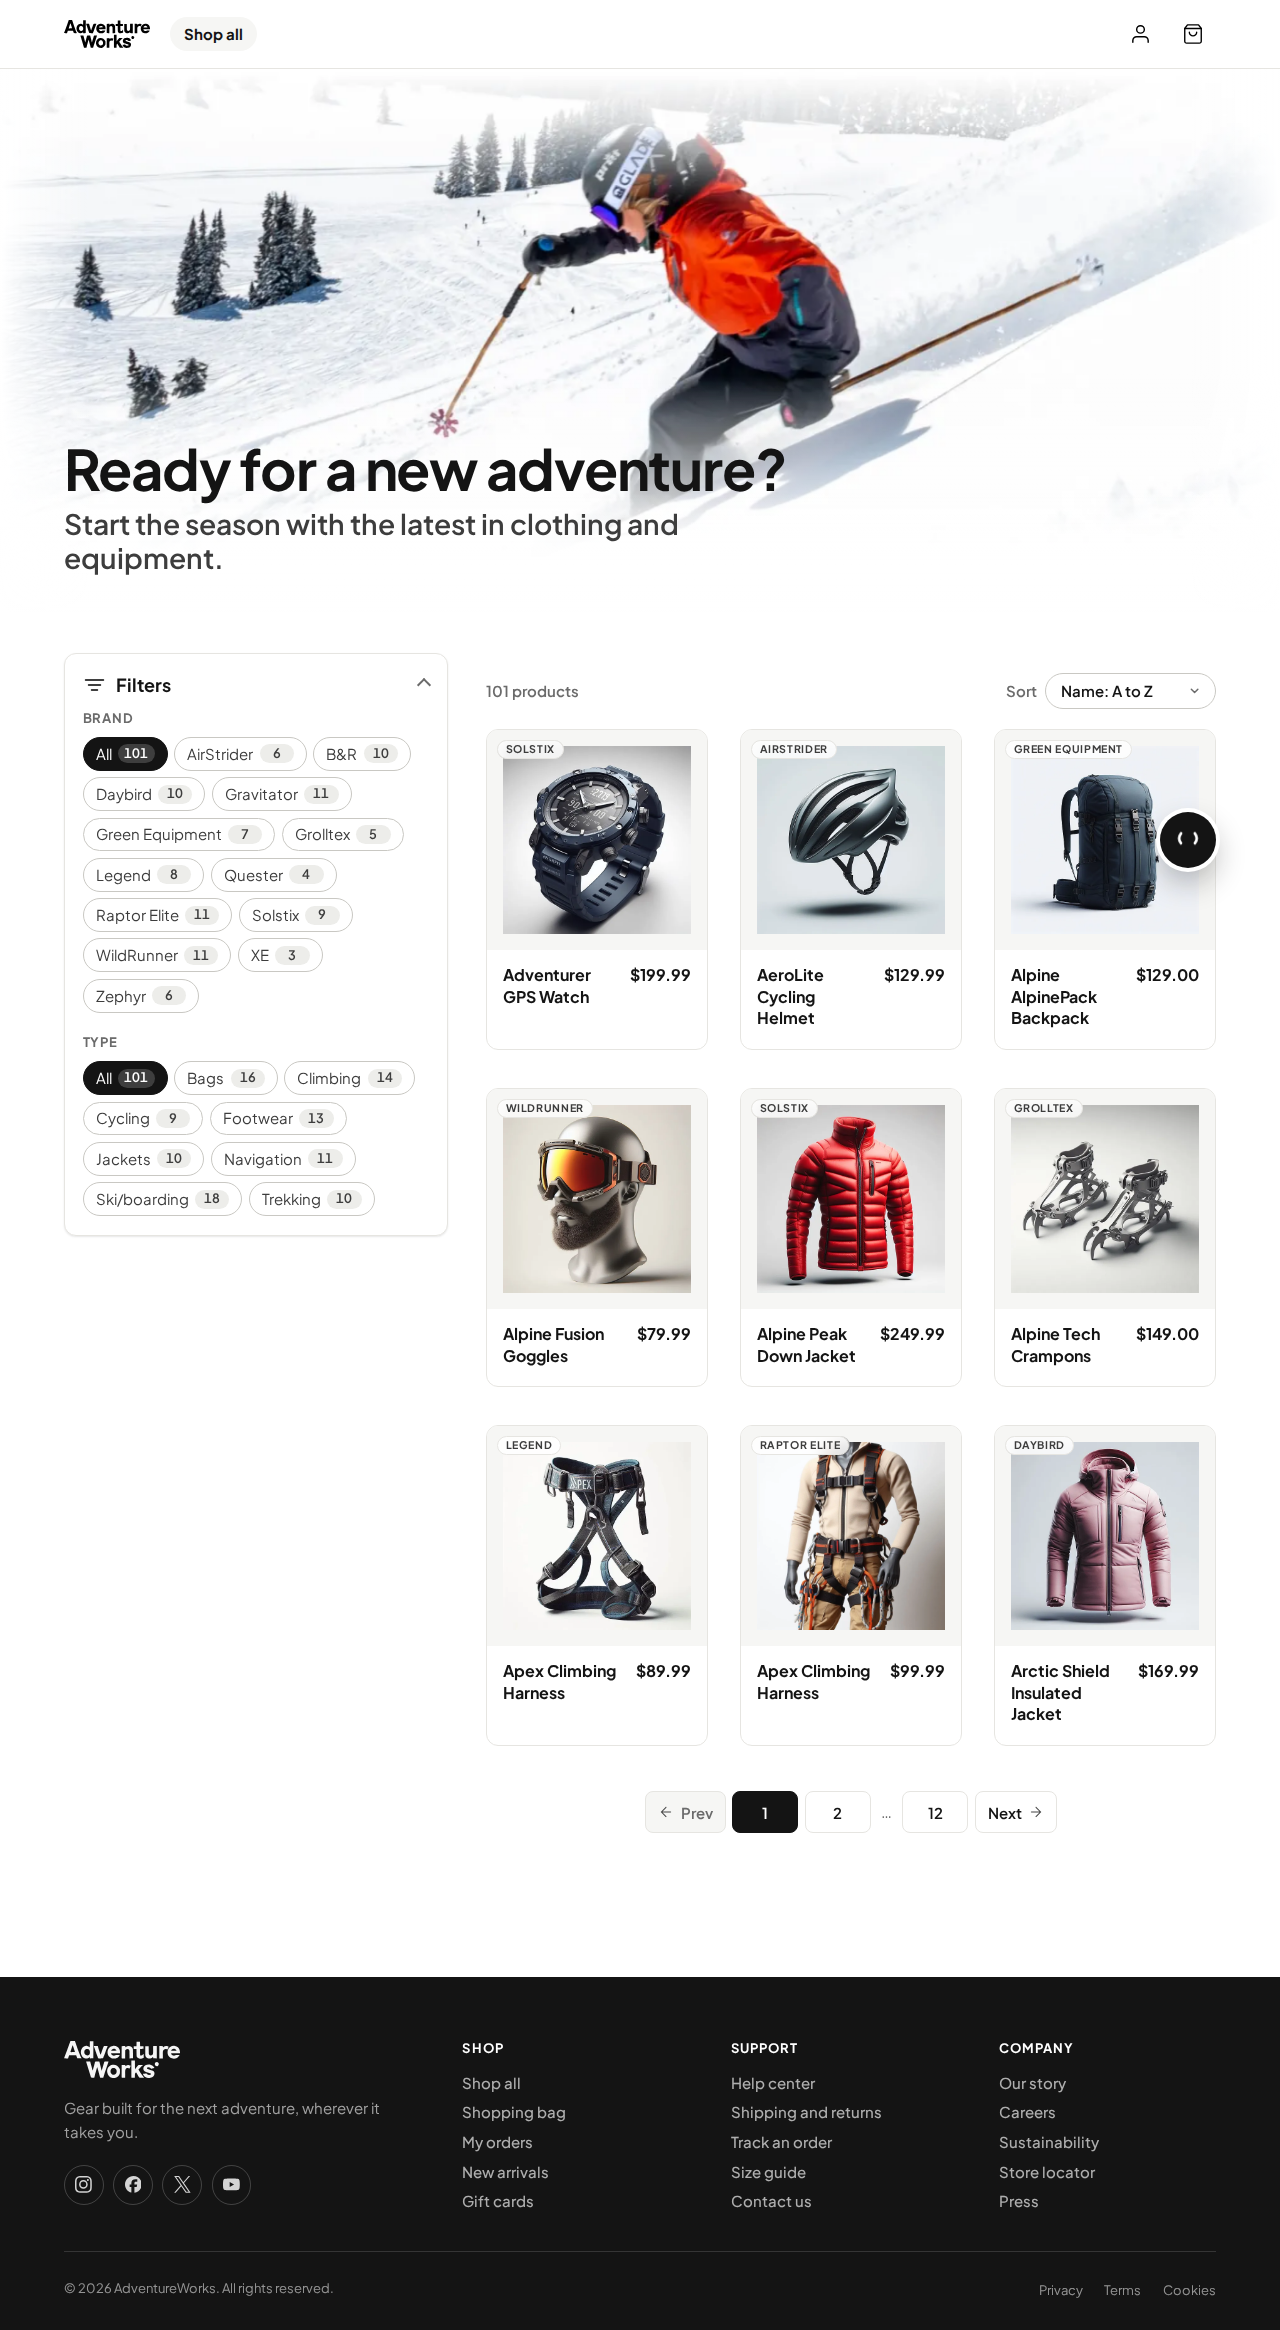 Adventure
Works
Shop all
GLADE
Ready for a new adventure?
Start the season with the latest in clothing and
equipment.
Filters
BRAND
All 101
AirStrider 6
B&R 10
Daybird 10
Gravitator 11
Green Equipment 7
Grolltex 5
Legend 8
Quester 4
Raptor Elite 11
Solstix 9
WildRunner 11
XE 3
Zephyr 6
TYPE
All 101
Bags 16
Climbing 14
Cycling 9
Footwear 13
Jackets 10
Navigation 11
Ski/boarding 18
Trekking 10
101 products
Sort
Name: A to Z
SOLSTIX
Adventurer
GPS Watch
$199.99
AIRSTRIDER
AeroLite
Cycling
Helmet
$129.99
GREEN EQUIPMENT
Alpine
AlpinePack
Backpack
$129.00
WILDRUNNER
Alpine Fusion
Goggles
$79.99
SOLSTIX
Alpine Peak
Down Jacket
$249.99
GROLLTEX
Alpine Tech
Crampons
$149.00
LEGEND
APEX
Apex Climbing
Harness
$89.99
RAPTOR ELITE
Apex Climbing
Harness
$99.99
DAYBIRD
Arctic Shield
Insulated
Jacket
$169.99
← Prev
1
2
…
12
Next →
Adventure
Works
Gear built for the next adventure, wherever it
takes you.
SHOP
Shop all
Shopping bag
My orders
New arrivals
Gift cards
SUPPORT
Help center
Shipping and returns
Track an order
Size guide
Contact us
COMPANY
Our story
Careers
Sustainability
Store locator
Press
© 2026 AdventureWorks. All rights reserved.
Privacy
Terms
Cookies